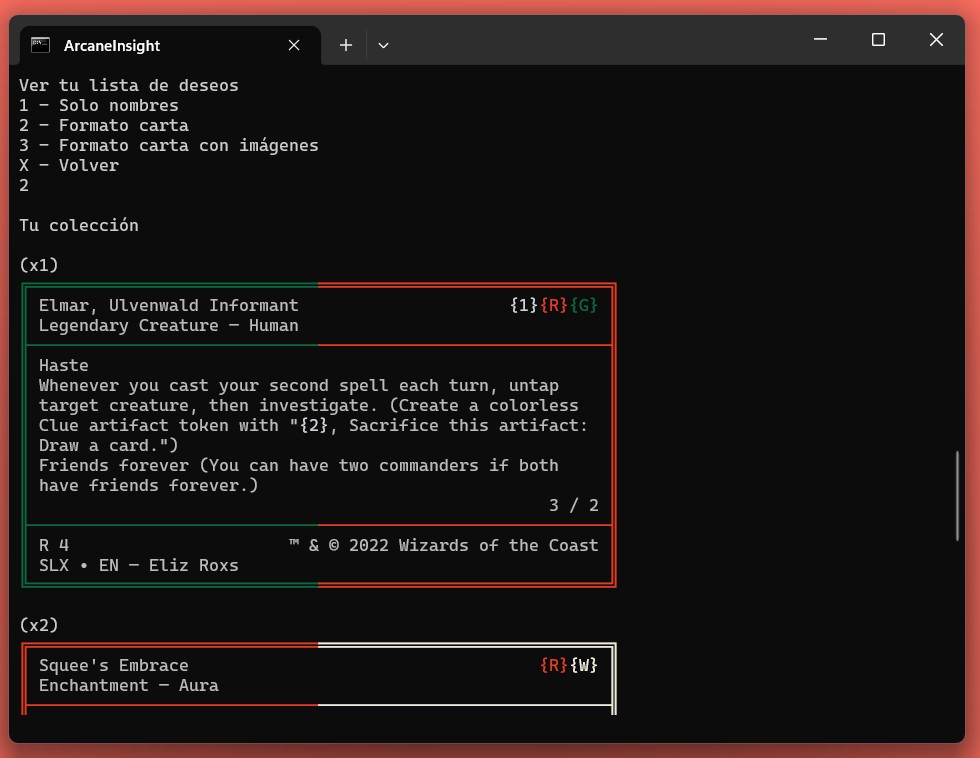 ArcaneInsight
Ver tu lista de deseos
1 – Solo nombres
2 – Formato carta
3 – Formato carta con imágenes
X – Volver
2
Tu colección
(x1)
Elmar, Ulvenwald Informant {1}{R}{G}
Legendary Creature – Human
Haste
Whenever you cast your second spell each turn, untap
target creature, then investigate. (Create a colorless
Clue artifact token with "{2}, Sacrifice this artifact:
Draw a card.")
Friends forever (You can have two commanders if both
have friends forever.)
3 / 2
R 4 ™ & © 2022 Wizards of the Coast
SLX • EN – Eliz Roxs
(x2)
Squee's Embrace {R}{W}
Enchantment – Aura